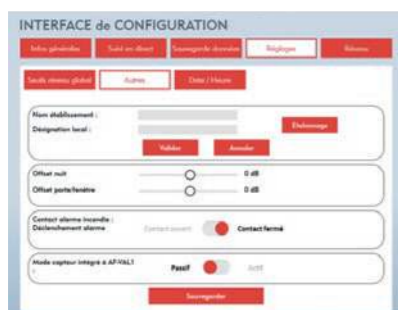 INTERFACE de CONFIGURATION
Infos générales
Suivi en direct
Sauvegarde données
Réglages
Réseau
Seuils niveau global
Autres
Date / Heure
Nom établissement :
Désignation local :
Etalonnage
Valider
Annuler
Offset nuit
0 dB
Offset porte/fenêtre
0 dB
Contact alarme incendie :
Déclenchement alarme
Contact ouvert
Contact fermé
Mode capteur intégré à AF-VAL1
:
Passif
Actif
Sauvegarder